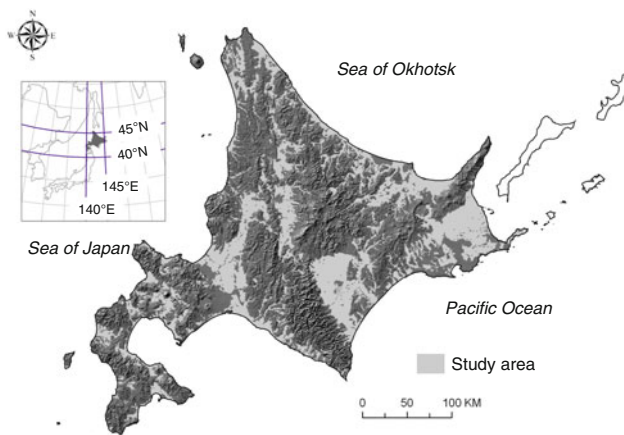 N
W E
S
Sea of Okhotsk
45°N
40°N
145°E
140°E
Sea of Japan
Pacific Ocean
Study area
0 50 100 KM